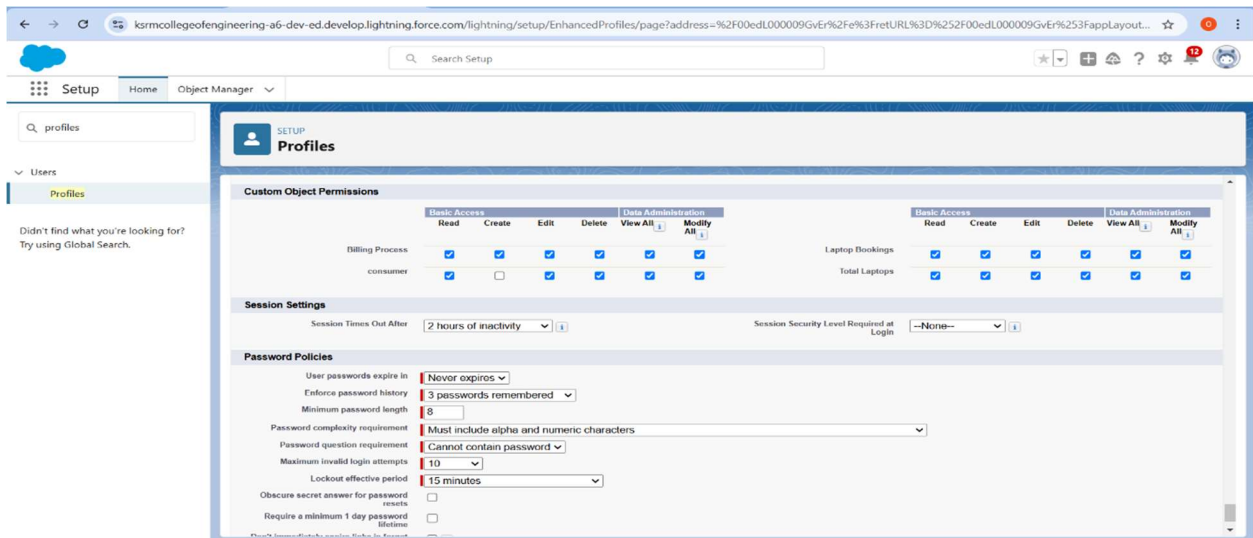 ksrmcollegeofengineering-a6-dev-ed.develop.lightning.force.com/lightning/setup/EnhancedProfiles/page?address=%2F00edL000009GvEr%2Fe%3FretURL%3D%252F00edL000009GvEr%253FappLayout...
O
Search Setup
12
Setup
Home
Object Manager
profiles
Users
Profiles
Didn't find what you're looking for?
Try using Global Search.
SETUP
Profiles
Custom Object Permissions
Basic Access Data Administration Basic Access Data Administration
Read Create Edit Delete View All Modify All Read Create Edit Delete View All Modify All
Billing Process Laptop Bookings
consumer Total Laptops
Session Settings
Session Times Out After 2 hours of inactivity Session Security Level Required at Login --None--
Password Policies
User passwords expire in Never expires
Enforce password history 3 passwords remembered
Minimum password length 8
Password complexity requirement Must include alpha and numeric characters
Password question requirement Cannot contain password
Maximum invalid login attempts 10
Lockout effective period 15 minutes
Obscure secret answer for password resets
Require a minimum 1 day password lifetime
Don't immediately expire links in forgot